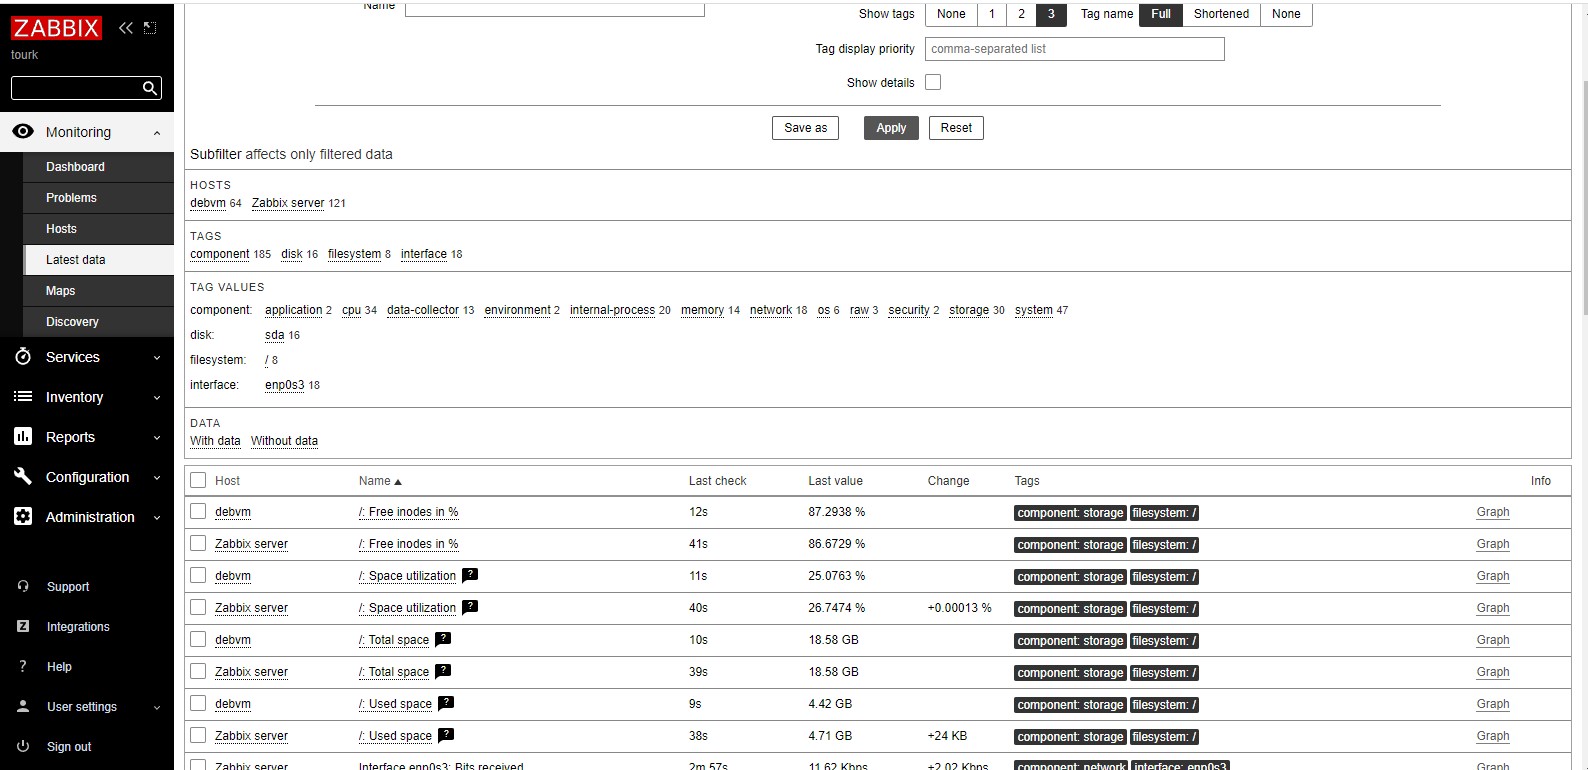 ZABBIX
tourk
Monitoring
Dashboard
Problems
Hosts
Latest data
Maps
Discovery
Services
Inventory
Reports
Configuration
Administration
Support
Z Integrations
? Help
User settings
Sign out
Name
Show tags None 1 2 3 Tag name Full Shortened None
Tag display priority comma-separated list
Show details
Save as Apply Reset
Subfilter affects only filtered data
HOSTS
debvm 64 Zabbix server 121
TAGS
component 185 disk 16 filesystem 8 interface 18
TAG VALUES
component: application 2 cpu 34 data-collector 13 environment 2 internal-process 20 memory 14 network 18 os 6 raw 3 security 2 storage 30 system 47
disk: sda 16
filesystem: / 8
interface: enp0s3 18
DATA
With data Without data
Host Name Last check Last value Change Tags Info
debvm /: Free inodes in % 12s 87.2938 % component: storage filesystem: / Graph
Zabbix server /: Free inodes in % 41s 86.6729 % component: storage filesystem: / Graph
debvm /: Space utilization ? 11s 25.0763 % component: storage filesystem: / Graph
Zabbix server /: Space utilization ? 40s 26.7474 % +0.00013 % component: storage filesystem: / Graph
debvm /: Total space ? 10s 18.58 GB component: storage filesystem: / Graph
Zabbix server /: Total space ? 39s 18.58 GB component: storage filesystem: / Graph
debvm /: Used space ? 9s 4.42 GB component: storage filesystem: / Graph
Zabbix server /: Used space ? 38s 4.71 GB +24 KB component: storage filesystem: / Graph
Zabbix server Interface enp0s3: Bits received 2m 57s 11.62 Kbps +2.02 Kbps component: network interface: enp0s3 Graph